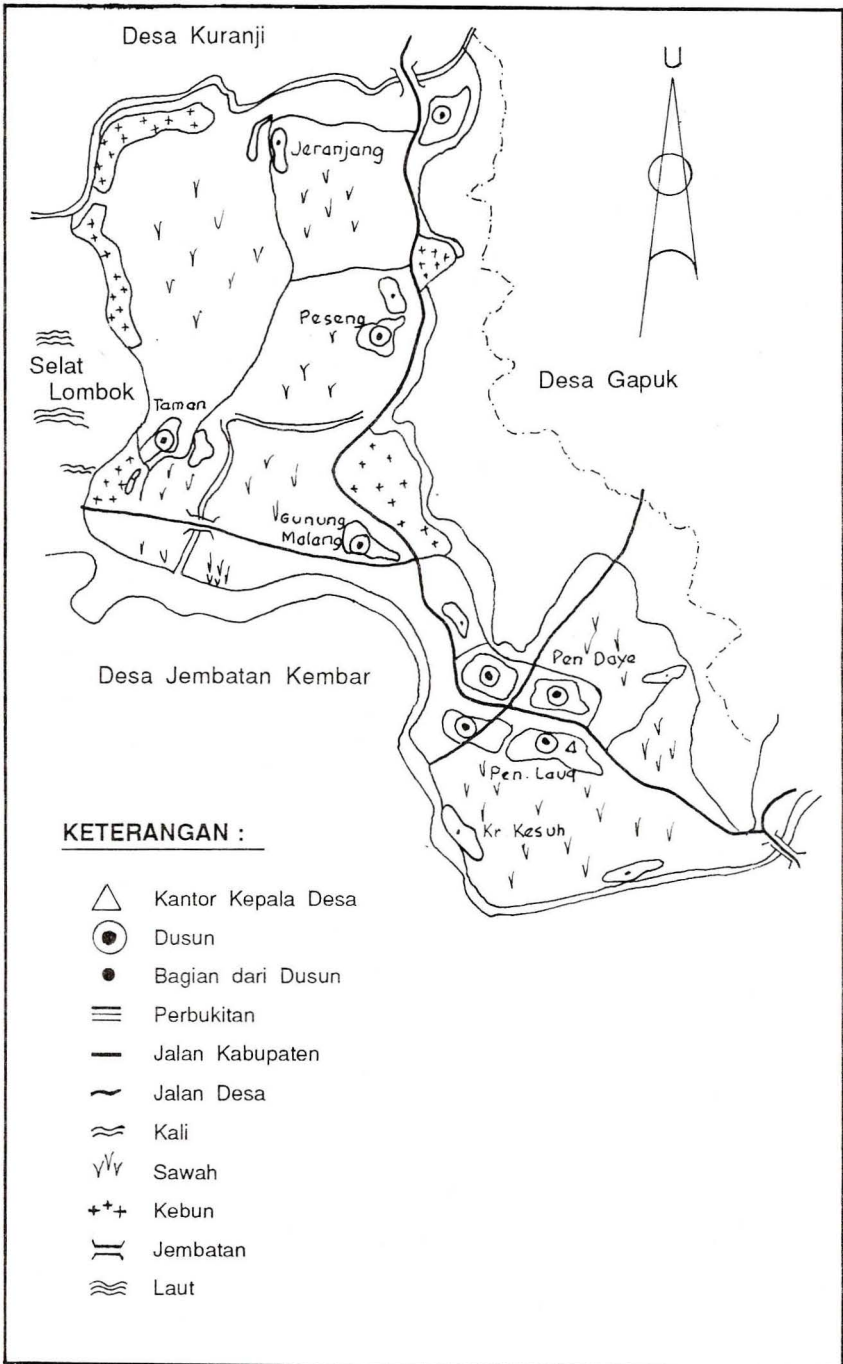 Desa Kuranji
U
Jeranjang
Peseng
Selat
Lombok
Desa Gapuk
Taman
Gunung
Malang
Desa Jembatan Kembar
Pen Daye
Pen. Lauq
Kr Kesuh
KETERANGAN :
Kantor Kepala Desa
Dusun
Bagian dari Dusun
Perbukitan
Jalan Kabupaten
Jalan Desa
Kali
Sawah
Kebun
Jembatan
Laut